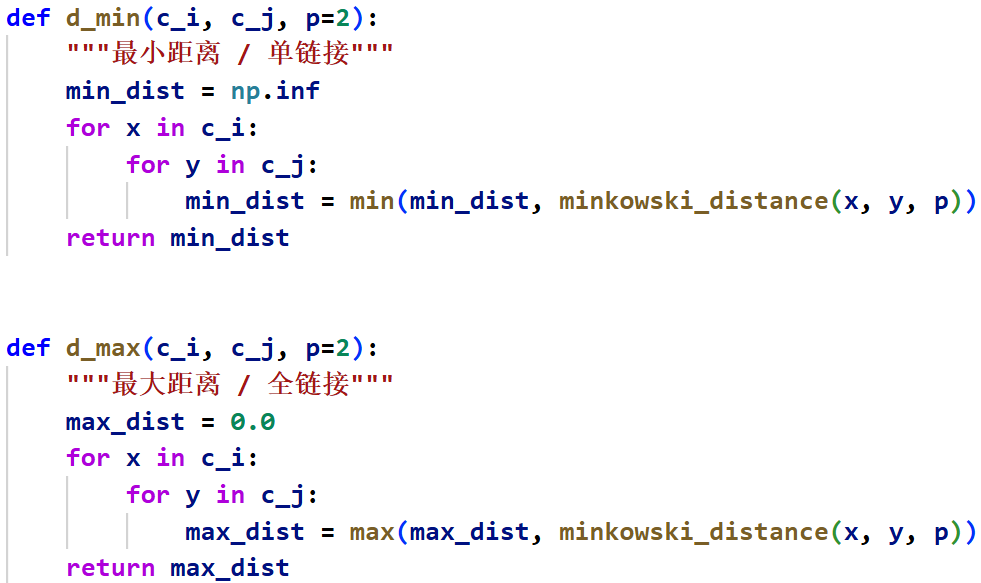 def d_min(c_i, c_j, p=2):
    """最小距离 / 单链接"""
    min_dist = np.inf
    for x in c_i:
        for y in c_j:
            min_dist = min(min_dist, minkowski_distance(x, y, p))
    return min_dist
def d_max(c_i, c_j, p=2):
    """最大距离 / 全链接"""
    max_dist = 0.0
    for x in c_i:
        for y in c_j:
            max_dist = max(max_dist, minkowski_distance(x, y, p))
    return max_dist